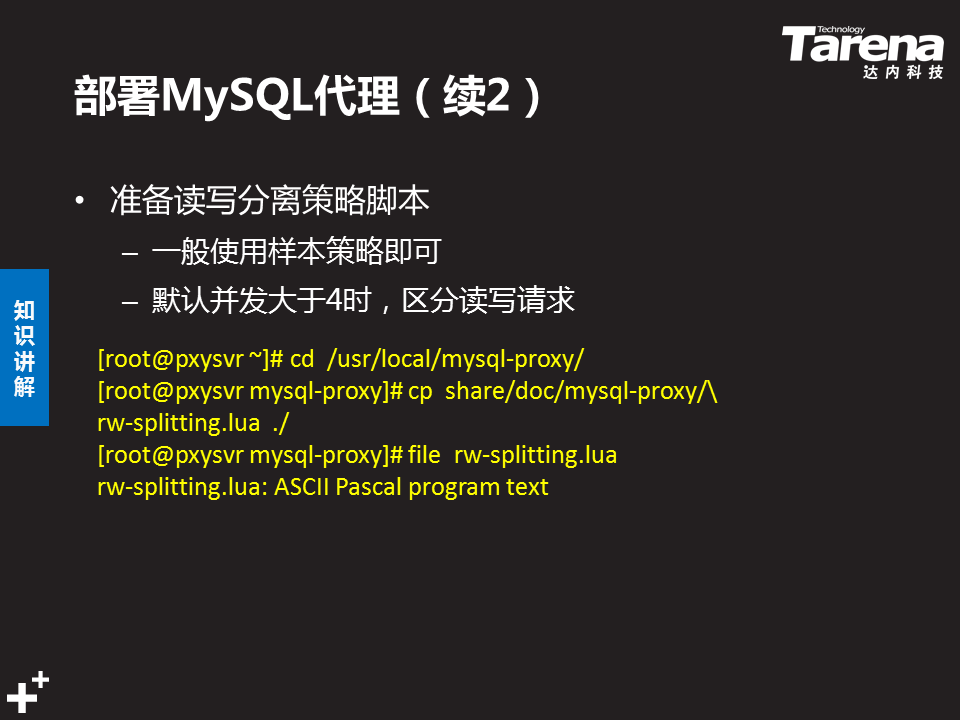 Technology
Tarena
达内科技
部署MySQL代理（续2）
• 准备读写分离策略脚本
– 一般使用样本策略即可
– 默认并发大于4时，区分读写请求
知
识
讲
解
[root@pxysvr ~]# cd  /usr/local/mysql-proxy/
[root@pxysvr mysql-proxy]# cp  share/doc/mysql-proxy/\
rw-splitting.lua  ./
[root@pxysvr mysql-proxy]# file  rw-splitting.lua
rw-splitting.lua: ASCII Pascal program text